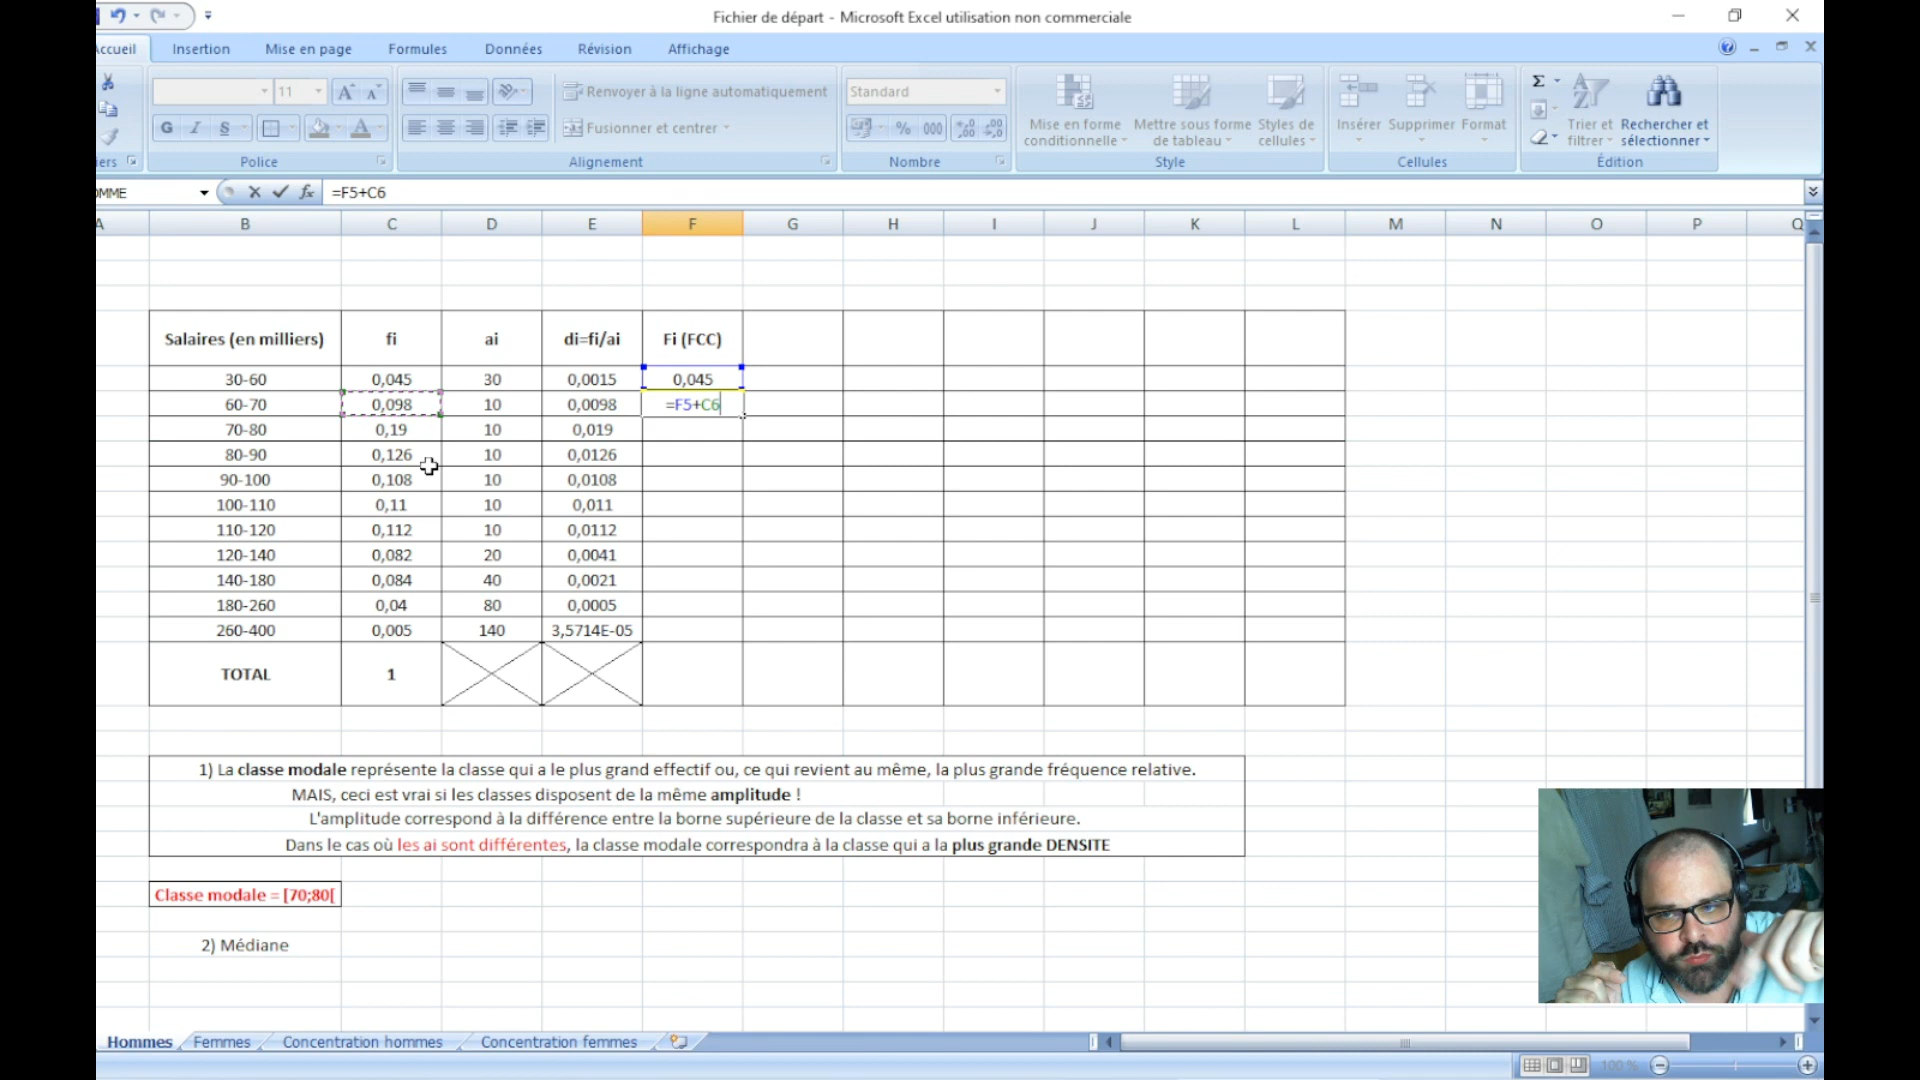 Fichier de départ - Microsoft Excel utilisation non commerciale
Accueil Insertion Mise en page Formules Données Révision Affichage
11 Renvoyer à la ligne automatiquement Standard
G I S Fusionner et centrer % 000
Mise en forme conditionnelle Mettre sous forme de tableau Styles de cellules Insérer Supprimer Format Σ Trier et filtrer Rechercher et sélectionner
Police Alignement Nombre Style Cellules Édition
fx =F5+C6
A B C D E F G H I J K L M N O P Q
Salaires (en milliers) fi ai di=fi/ai Fi (FCC)
30-60 0,045 30 0,0015 0,045
60-70 0,098 10 0,0098 =F5+C6
70-80 0,19 10 0,019
80-90 0,126 10 0,0126
90-100 0,108 10 0,0108
100-110 0,11 10 0,011
110-120 0,112 10 0,0112
120-140 0,082 20 0,0041
140-180 0,084 40 0,0021
180-260 0,04 80 0,0005
260-400 0,005 140 3,5714E-05
TOTAL 1
1) La classe modale représente la classe qui a le plus grand effectif ou, ce qui revient au même, la plus grande fréquence relative.
MAIS, ceci est vrai si les classes disposent de la même amplitude !
L'amplitude correspond à la différence entre la borne supérieure de la classe et sa borne inférieure.
Dans le cas où les ai sont différentes, la classe modale correspondra à la classe qui a la plus grande DENSITE
Classe modale = [70;80[
2) Médiane
Hommes Femmes Concentration hommes Concentration femmes
100 %